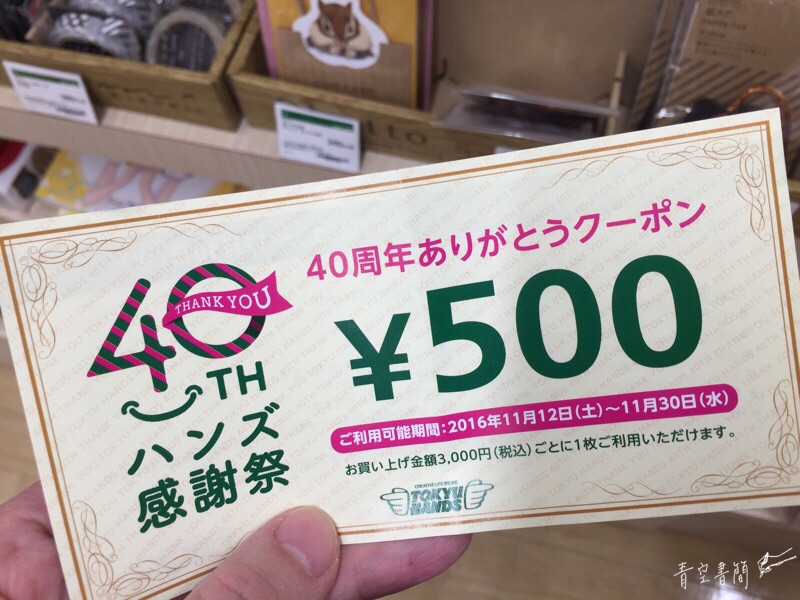 40周年ありがとうクーポン
¥500
40
THANK YOU
TH
ハンズ
感謝祭
ご利用可能期間：2016年11月12日（土）〜11月30日（水）
お買い上げ金額3,000円（税込）ごとに1枚ご利用いただけます。
CREATIVE LIFE STORE
TOKYU
HANDS
青空書簡